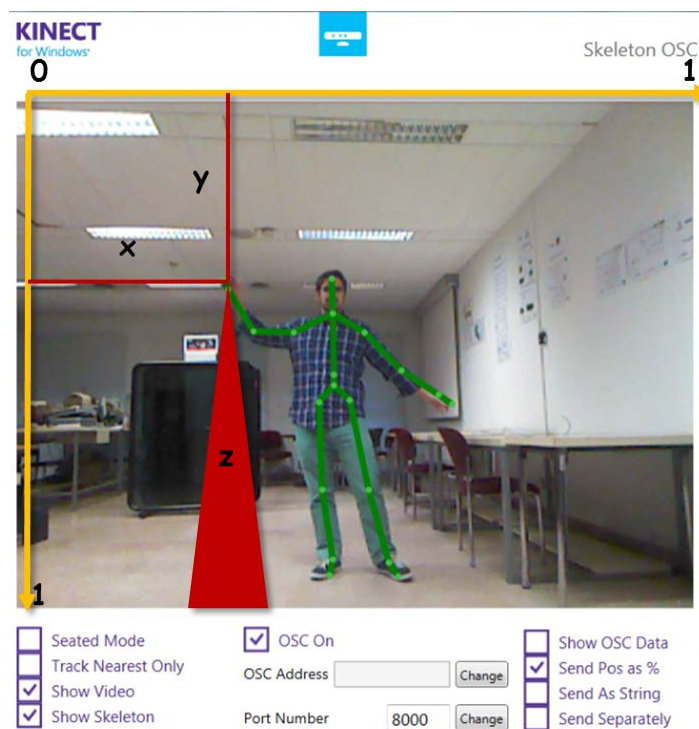 KINECT
for Windows
Skeleton OSC
0
1
y
x
z
1
Seated Mode
Track Nearest Only
Show Video
Show Skeleton
OSC On
OSC Address
Change
Port Number
8000
Change
Show OSC Data
Send Pos as %
Send As String
Send Separately